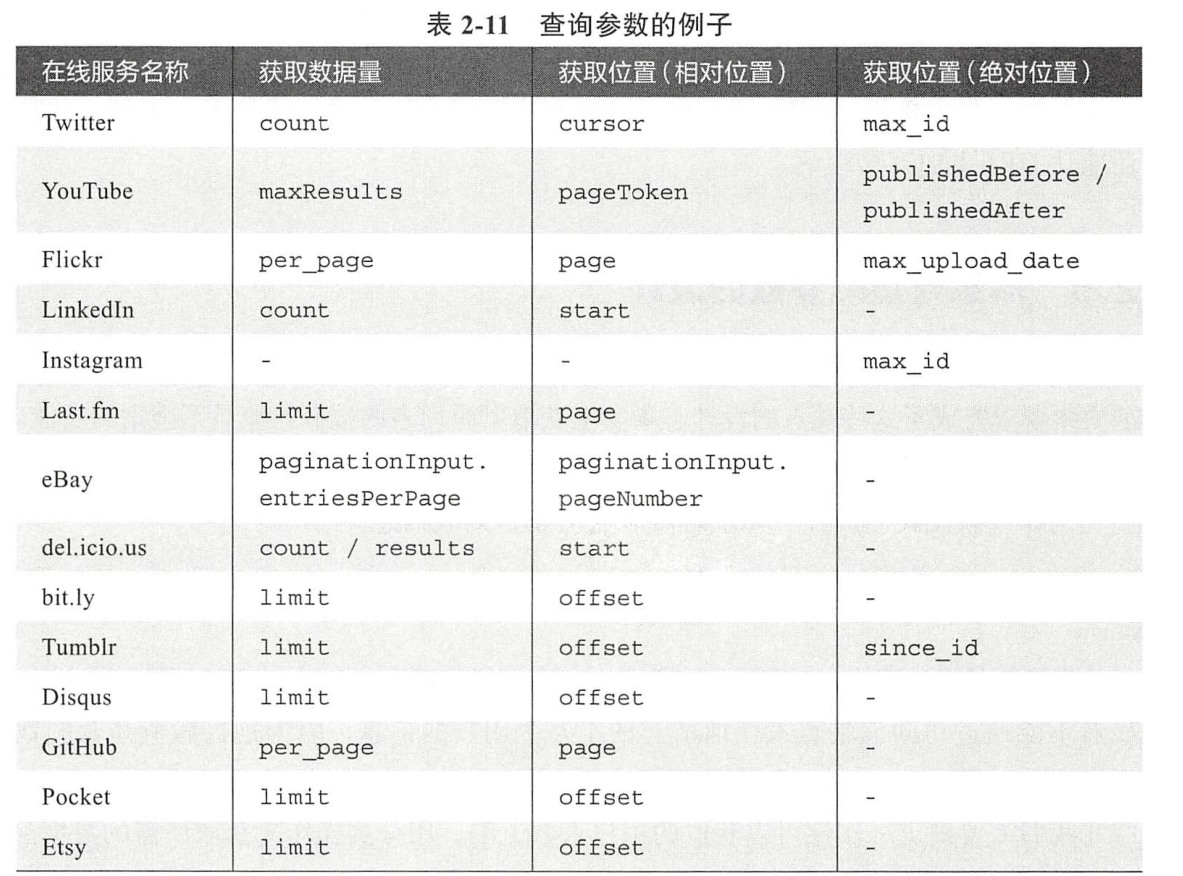 表 2-11 查询参数的例子
在线服务名称 获取数据量 获取位置(相对位置) 获取位置(绝对位置)
Twitter count cursor max_id
YouTube maxResults pageToken publishedBefore / publishedAfter
Flickr per_page page max_upload_date
LinkedIn count start -
Instagram - - max_id
Last.fm limit page -
eBay paginationInput.entriesPerPage paginationInput.pageNumber -
del.icio.us count / results start -
bit.ly limit offset -
Tumblr limit offset since_id
Disqus limit offset -
GitHub per_page page -
Pocket limit offset -
Etsy limit offset -